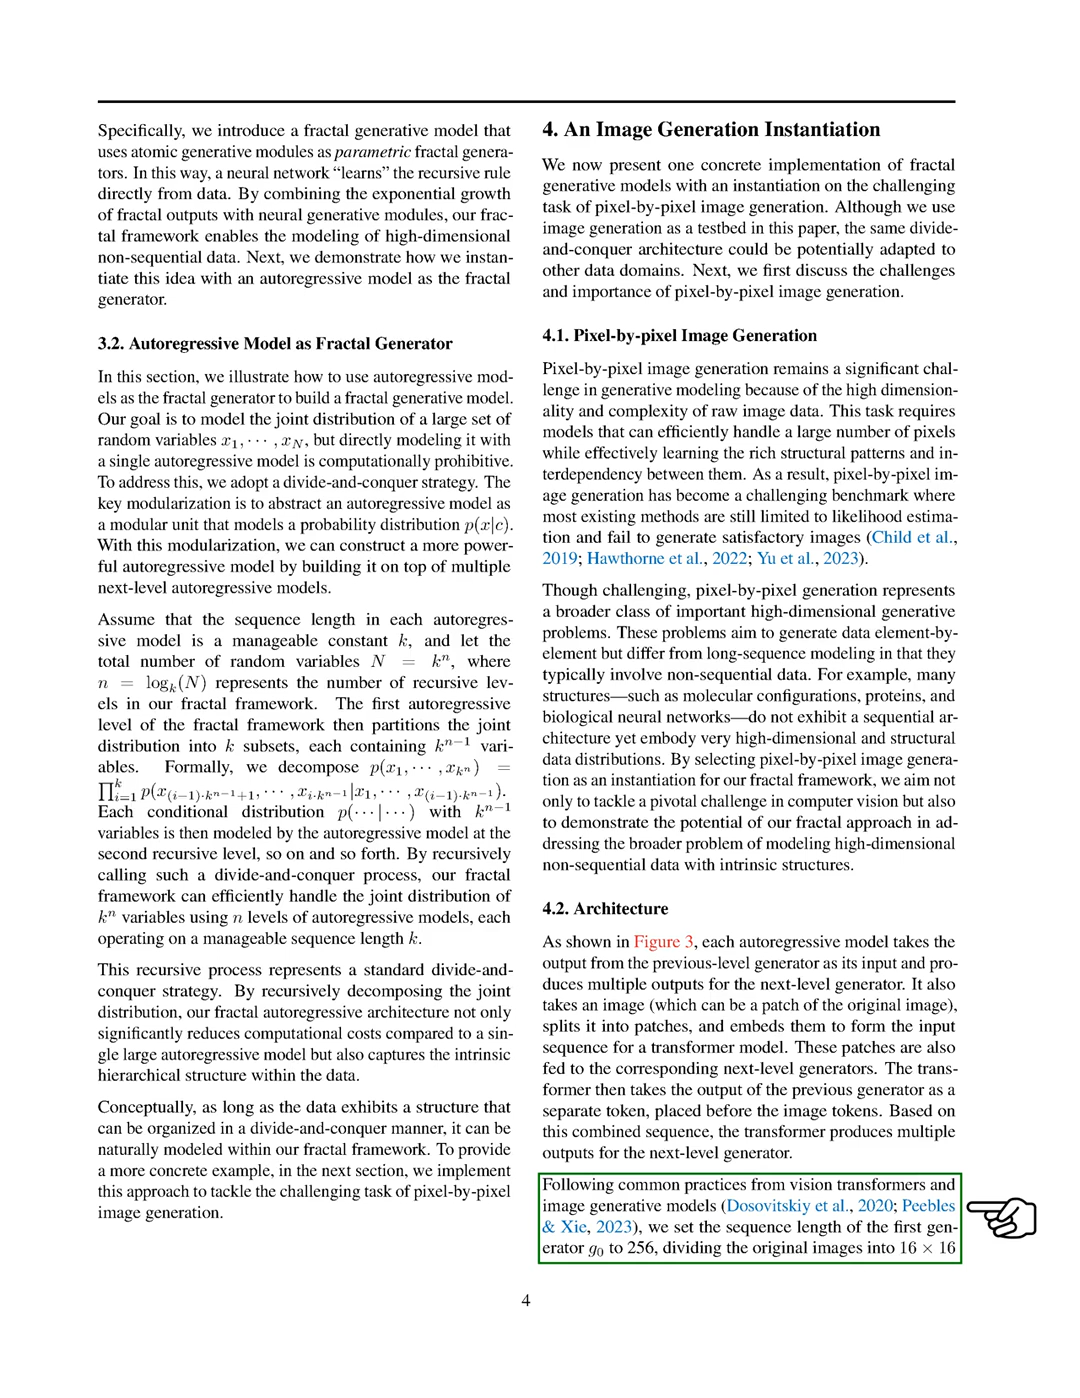 Specifically, we introduce a fractal generative model that
uses atomic generative modules as parametric fractal genera-
tors. In this way, a neural network “learns” the recursive rule
directly from data. By combining the exponential growth
of fractal outputs with neural generative modules, our frac-
tal framework enables the modeling of high-dimensional
non-sequential data. Next, we demonstrate how we instan-
tiate this idea with an autoregressive model as the fractal
generator.
3.2. Autoregressive Model as Fractal Generator
In this section, we illustrate how to use autoregressive mod-
els as the fractal generator to build a fractal generative model.
Our goal is to model the joint distribution of a large set of
random variables x₁, ⋯ , x_N, but directly modeling it with
a single autoregressive model is computationally prohibitive.
To address this, we adopt a divide-and-conquer strategy. The
key modularization is to abstract an autoregressive model as
a modular unit that models a probability distribution p(x|c).
With this modularization, we can construct a more power-
ful autoregressive model by building it on top of multiple
next-level autoregressive models.
Assume that the sequence length in each autoregres-
sive model is a manageable constant k, and let the
total number of random variables N = kⁿ, where
n = logₖ(N) represents the number of recursive lev-
els in our fractal framework. The first autoregressive
level of the fractal framework then partitions the joint
distribution into k subsets, each containing kⁿ⁻¹ vari-
ables. Formally, we decompose p(x₁, ⋯ , x_{kⁿ}) =
∏_{i=1}^{k} p(x_{(i−1)·kⁿ⁻¹+1}, ⋯ , x_{i·kⁿ⁻¹}|x₁, ⋯ , x_{(i−1)·kⁿ⁻¹}).
Each conditional distribution p(⋯|⋯) with kⁿ⁻¹
variables is then modeled by the autoregressive model at the
second recursive level, so on and so forth. By recursively
calling such a divide-and-conquer process, our fractal
framework can efficiently handle the joint distribution of
kⁿ variables using n levels of autoregressive models, each
operating on a manageable sequence length k.
This recursive process represents a standard divide-and-
conquer strategy. By recursively decomposing the joint
distribution, our fractal autoregressive architecture not only
significantly reduces computational costs compared to a sin-
gle large autoregressive model but also captures the intrinsic
hierarchical structure within the data.
Conceptually, as long as the data exhibits a structure that
can be organized in a divide-and-conquer manner, it can be
naturally modeled within our fractal framework. To provide
a more concrete example, in the next section, we implement
this approach to tackle the challenging task of pixel-by-pixel
image generation.
4. An Image Generation Instantiation
We now present one concrete implementation of fractal
generative models with an instantiation on the challenging
task of pixel-by-pixel image generation. Although we use
image generation as a testbed in this paper, the same divide-
and-conquer architecture could be potentially adapted to
other data domains. Next, we first discuss the challenges
and importance of pixel-by-pixel image generation.
4.1. Pixel-by-pixel Image Generation
Pixel-by-pixel image generation remains a significant chal-
lenge in generative modeling because of the high dimension-
ality and complexity of raw image data. This task requires
models that can efficiently handle a large number of pixels
while effectively learning the rich structural patterns and in-
terdependency between them. As a result, pixel-by-pixel im-
age generation has become a challenging benchmark where
most existing methods are still limited to likelihood estima-
tion and fail to generate satisfactory images (Child et al.,
2019; Hawthorne et al., 2022; Yu et al., 2023).
Though challenging, pixel-by-pixel generation represents
a broader class of important high-dimensional generative
problems. These problems aim to generate data element-by-
element but differ from long-sequence modeling in that they
typically involve non-sequential data. For example, many
structures—such as molecular configurations, proteins, and
biological neural networks—do not exhibit a sequential ar-
chitecture yet embody very high-dimensional and structural
data distributions. By selecting pixel-by-pixel image genera-
tion as an instantiation for our fractal framework, we aim not
only to tackle a pivotal challenge in computer vision but also
to demonstrate the potential of our fractal approach in ad-
dressing the broader problem of modeling high-dimensional
non-sequential data with intrinsic structures.
4.2. Architecture
As shown in Figure 3, each autoregressive model takes the
output from the previous-level generator as its input and pro-
duces multiple outputs for the next-level generator. It also
takes an image (which can be a patch of the original image),
splits it into patches, and embeds them to form the input
sequence for a transformer model. These patches are also
fed to the corresponding next-level generators. The trans-
former then takes the output of the previous generator as a
separate token, placed before the image tokens. Based on
this combined sequence, the transformer produces multiple
outputs for the next-level generator.
Following common practices from vision transformers and
image generative models (Dosovitskiy et al., 2020; Peebles
& Xie, 2023), we set the sequence length of the first gen-
erator g₀ to 256, dividing the original images into 16 × 16
4